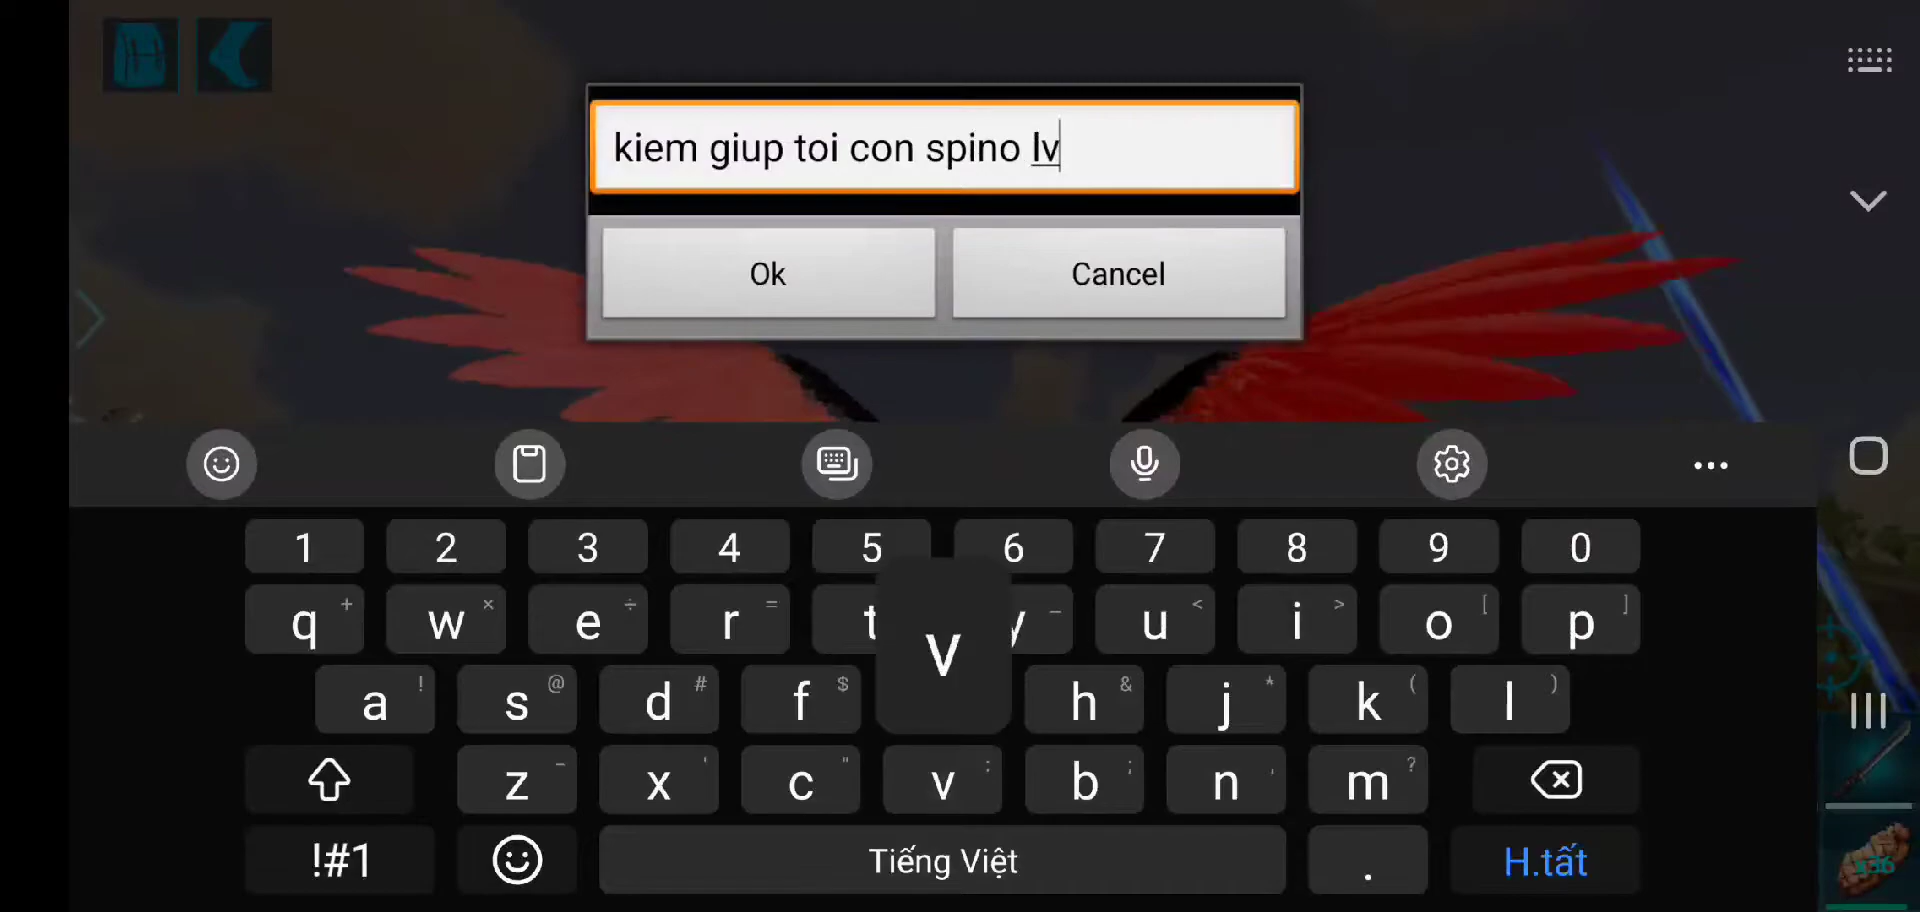 kiem giup toi con spino lv
Ok Cancel
1 2 3 4 5 6 7 8 9 0
q + w × e ÷ r = t y _ u < i > o [ p ]
a ! s @ d # f $ v h & j * k ( l )
z - x ' c " v : b ; n , m ?
!#1 Tiếng Việt . H.tất
x36